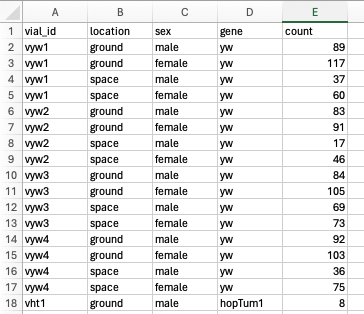 A B C D E
1 vial_id location sex gene count
2 vyw1 ground male yw 89
3 vyw1 ground female yw 117
4 vyw1 space male yw 37
5 vyw1 space female yw 60
6 vyw2 ground male yw 83
7 vyw2 ground female yw 91
8 vyw2 space male yw 17
9 vyw2 space female yw 46
10 vyw3 ground male yw 84
11 vyw3 ground female yw 105
12 vyw3 space male yw 69
13 vyw3 space female yw 73
14 vyw4 ground male yw 92
15 vyw4 ground female yw 103
16 vyw4 space male yw 36
17 vyw4 space female yw 75
18 vht1 ground male hopTum1 8